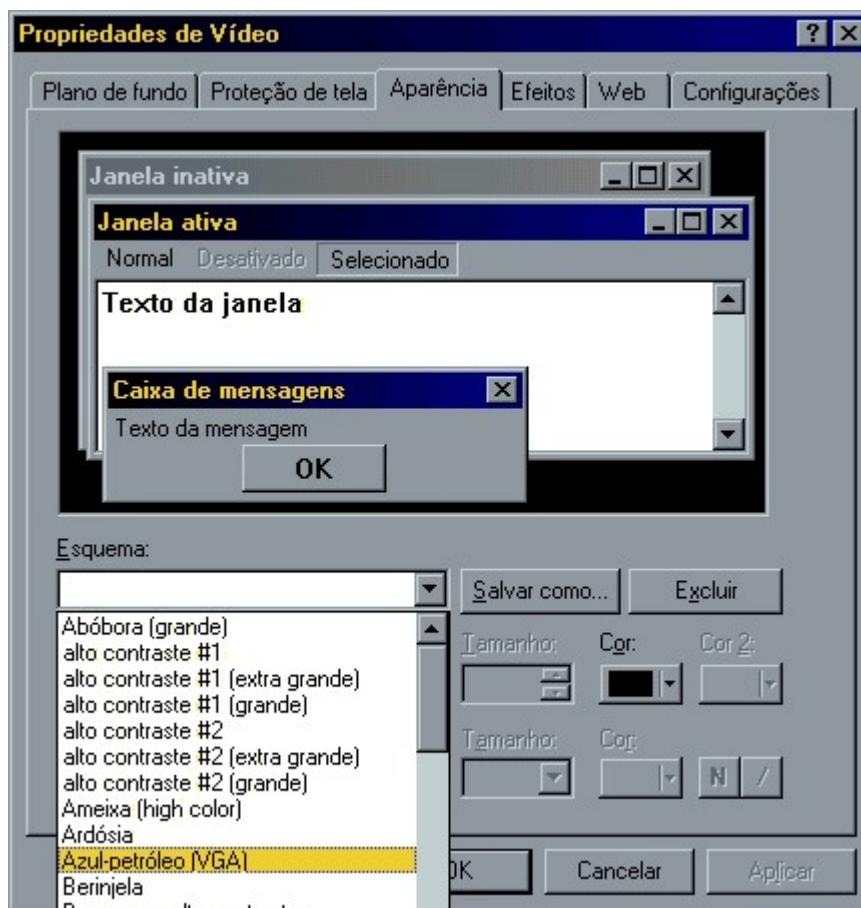 Propriedades de Vídeo
Plano de fundo Proteção de tela Aparência Efeitos Web Configurações
Janela inativa
Janela ativa
Normal Desativado Selecionado
Texto da janela
Caixa de mensagens
Texto da mensagem
OK
Esquema:
Salvar como... Excluir
Abóbora (grande)
alto contraste #1
alto contraste #1 (extra grande)
alto contraste #1 (grande)
alto contraste #2
alto contraste #2 (extra grande)
alto contraste #2 (grande)
Ameixa (high color)
Ardósia
Azul-petróleo (VGA)
Berinjela
Tamanho: Cor: Cor 2:
Tamanho: Cor:
N /
OK Cancelar Aplicar